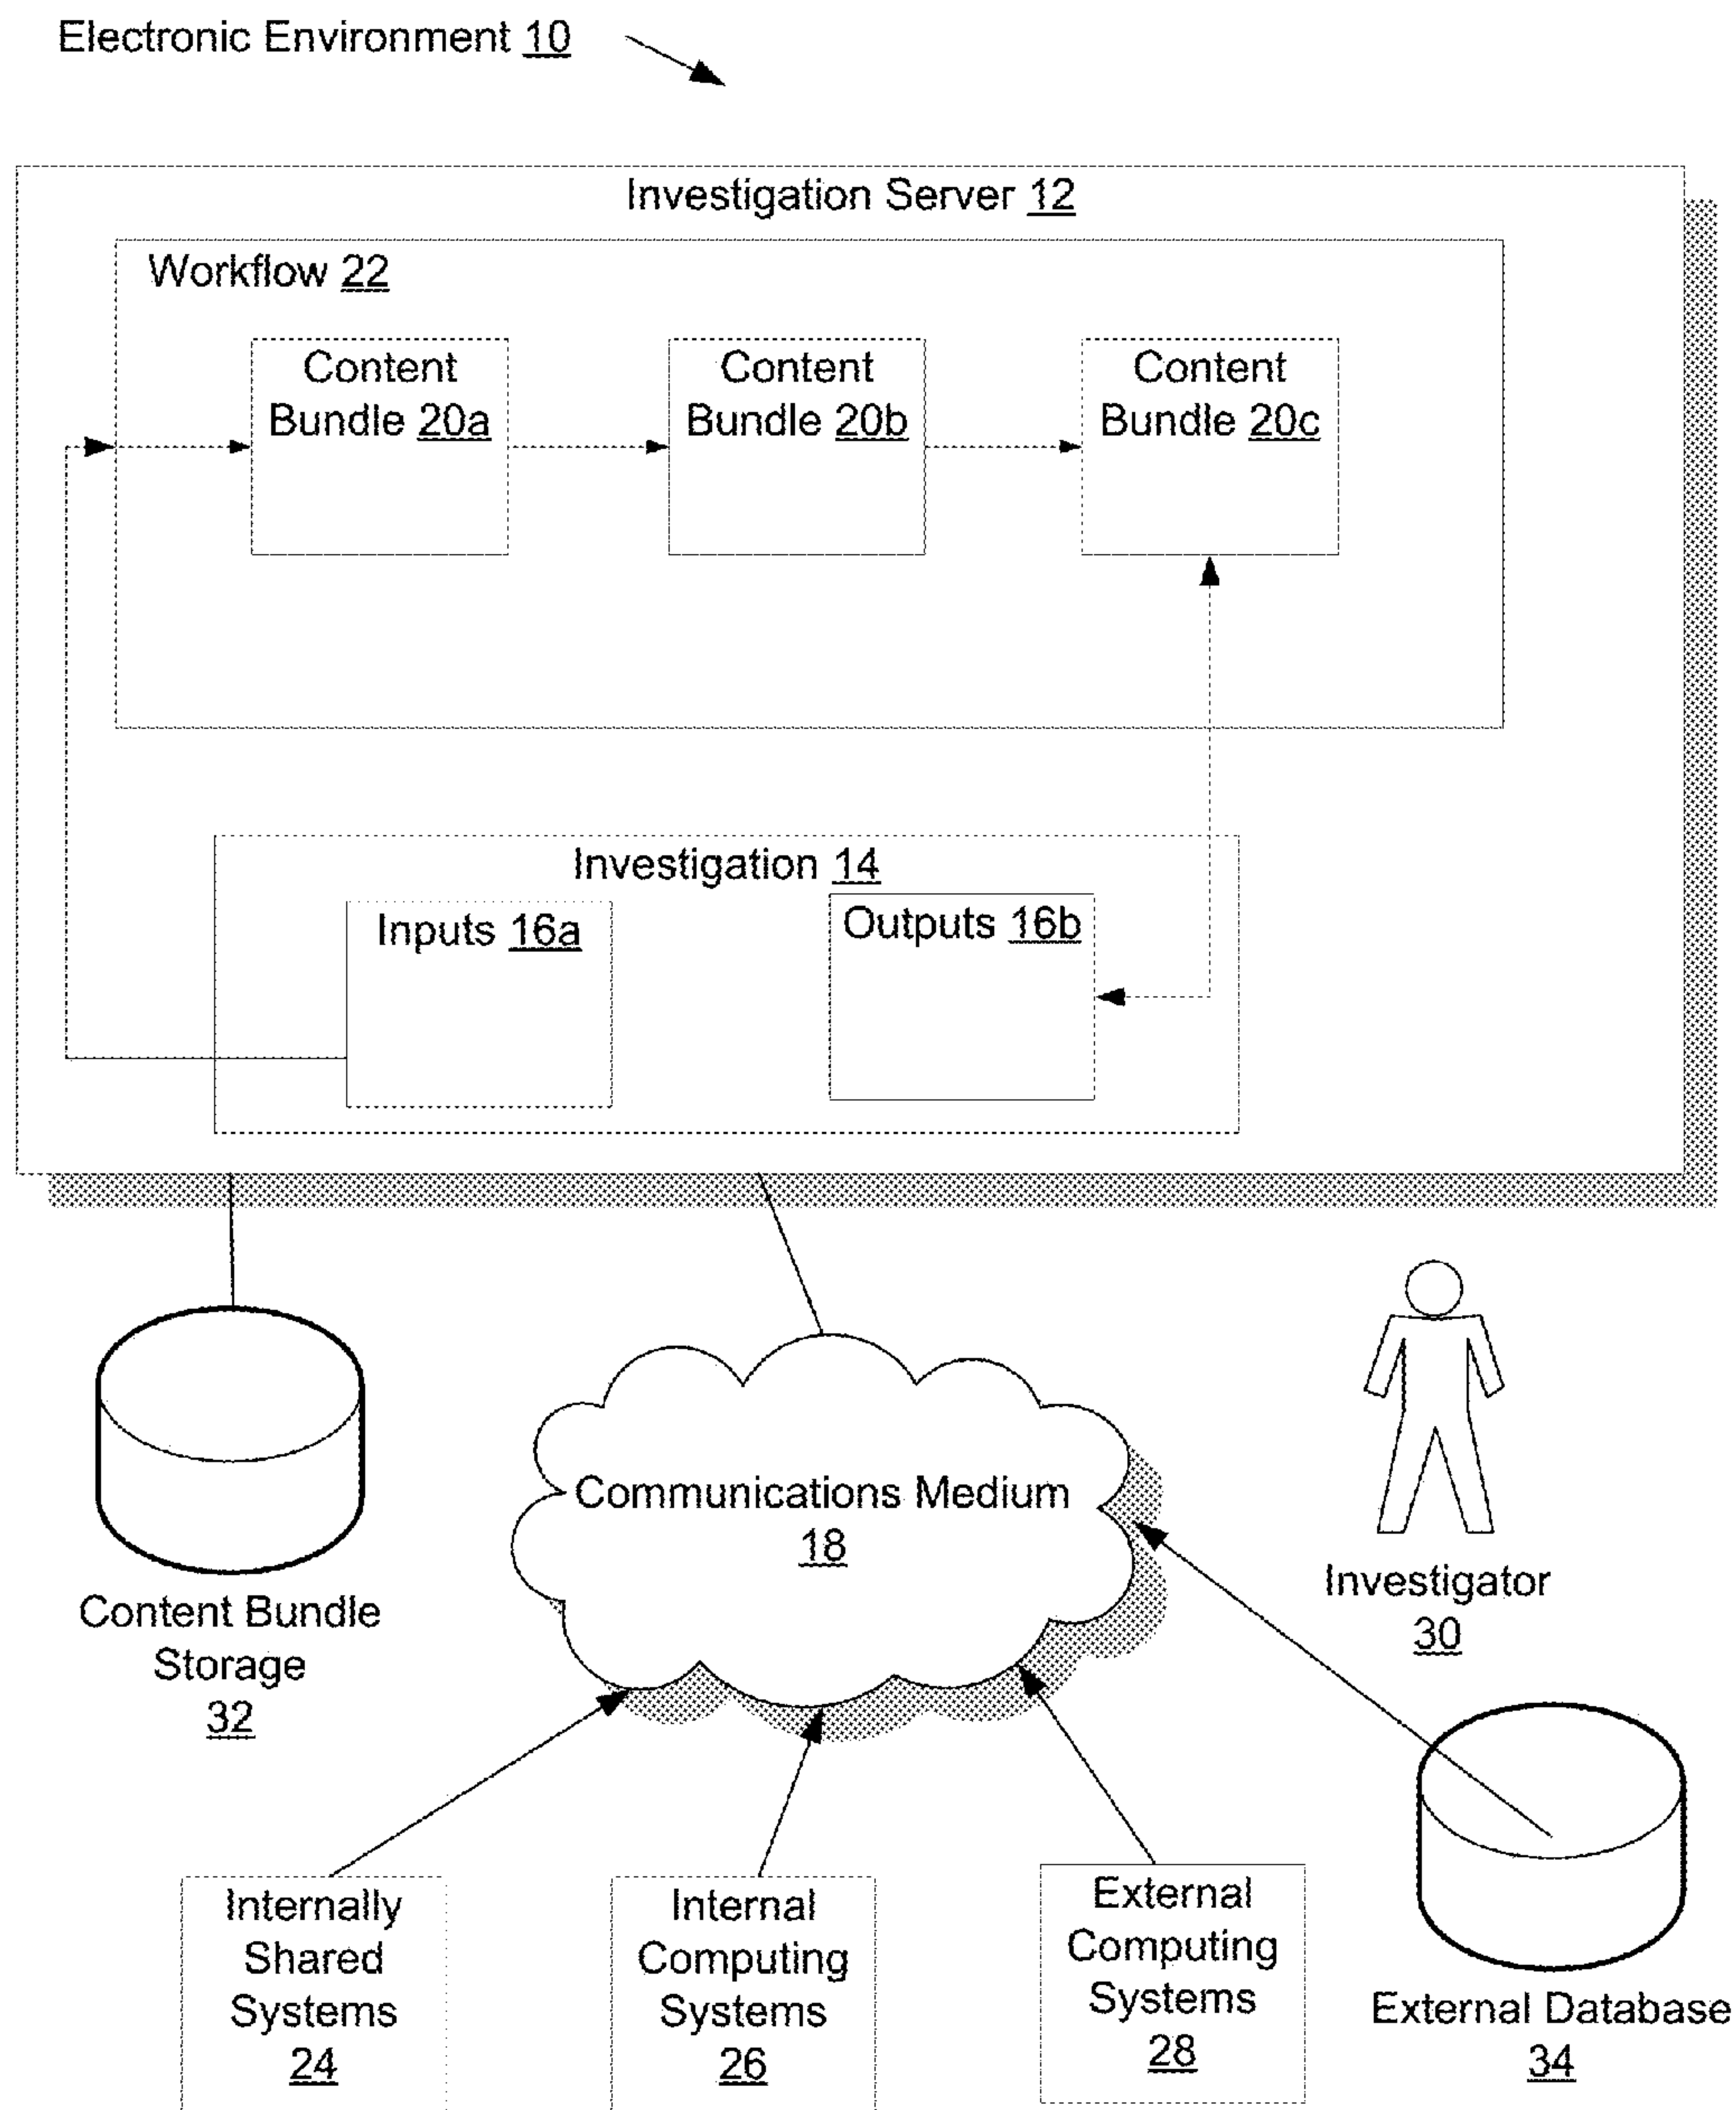 Electronic Environment 10
Investigation Server 12
Workflow 22
Content
Bundle 20a
Content
Bundle 20b
Content
Bundle 20c
Investigation 14
Inputs 16a
Outputs 16b
Communications Medium
18
Investigator
30
Content Bundle
Storage
32
Internally
Shared
Systems
24
Internal
Computing
Systems
26
External
Computing
Systems
28
External Database
34